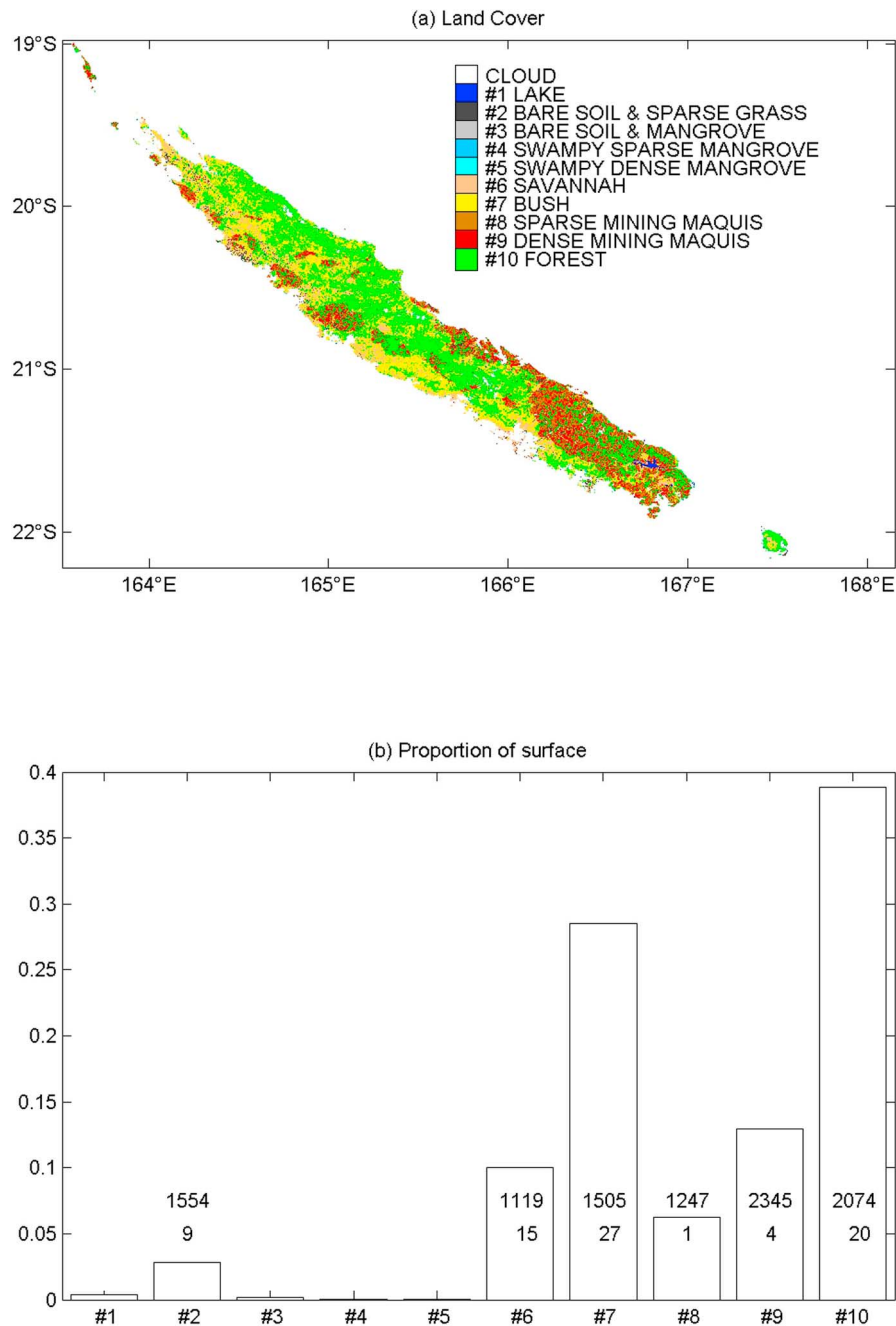 (a) Land Cover
19°S
20°S
21°S
22°S
CLOUD
#1 LAKE
#2 BARE SOIL & SPARSE GRASS
#3 BARE SOIL & MANGROVE
#4 SWAMPY SPARSE MANGROVE
#5 SWAMPY DENSE MANGROVE
#6 SAVANNAH
#7 BUSH
#8 SPARSE MINING MAQUIS
#9 DENSE MINING MAQUIS
#10 FOREST
164°E 165°E 166°E 167°E 168°E
(b) Proportion of surface
0.4
0.35
0.3
0.25
0.2
0.15
0.1
0.05
0
1554 1119 1505 1247 2345 2074
9 15 27 1 4 20
#1 #2 #3 #4 #5 #6 #7 #8 #9 #10